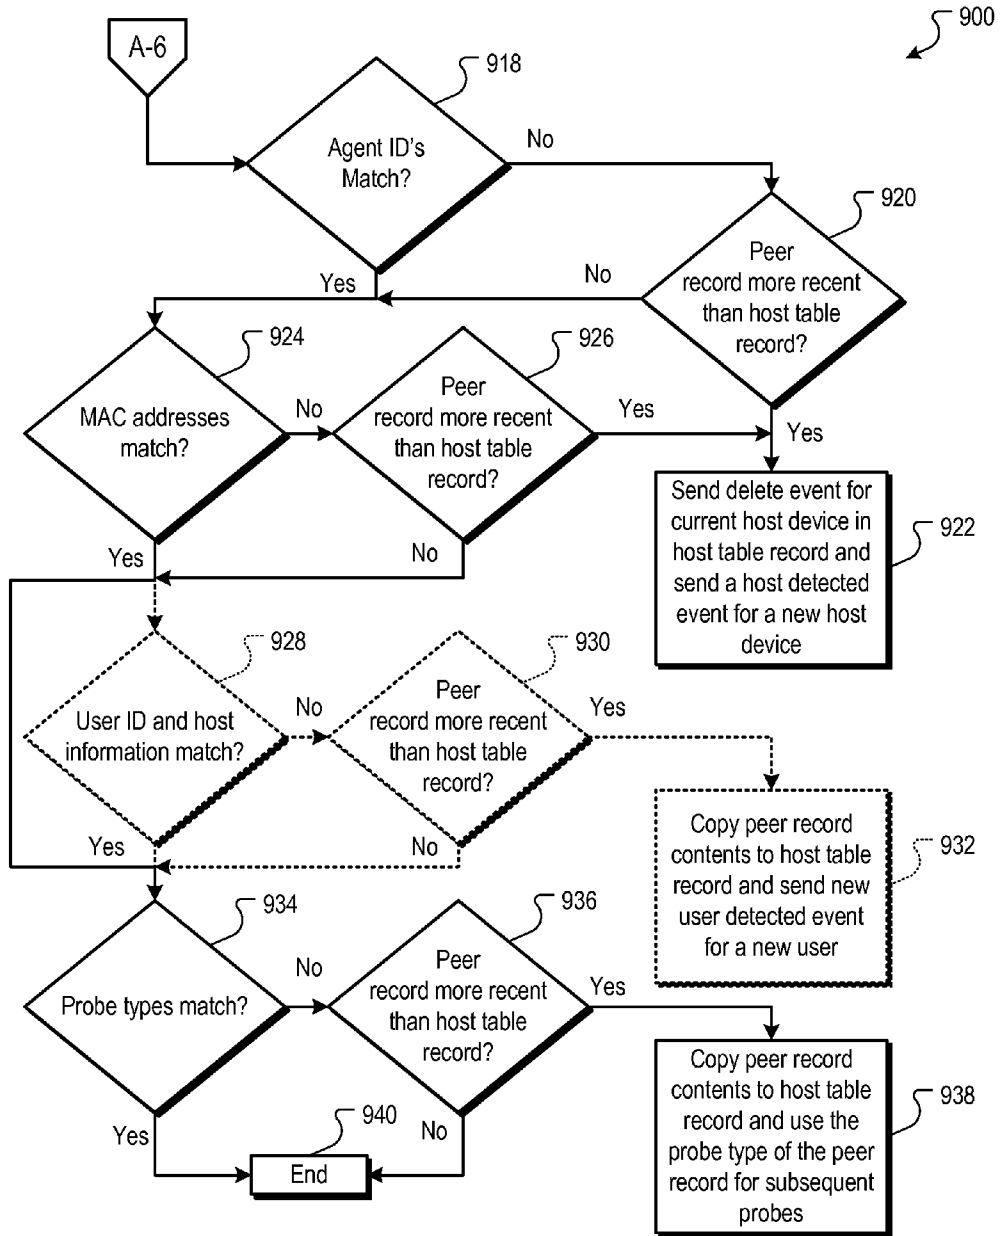 900
A-6
918
Agent ID's
Match?
No
920
Peer
record more recent
than host table
record?
No
Yes
924
926
MAC addresses
match?
No
Peer
record more recent
than host table
record?
Yes
Yes
Send delete event for
current host device in
host table record and
send a host detected
event for a new host
device
922
Yes
No
928
930
User ID and host
information match?
No
Peer
record more recent
than host table
record?
Yes
Copy peer record
contents to host table
record and send new
user detected event
for a new user
932
Yes
No
934
936
Probe types match?
No
Peer
record more recent
than host table
record?
Yes
Copy peer record
contents to host table
record and use the
probe type of the peer
record for subsequent
probes
938
Yes
940
No
End